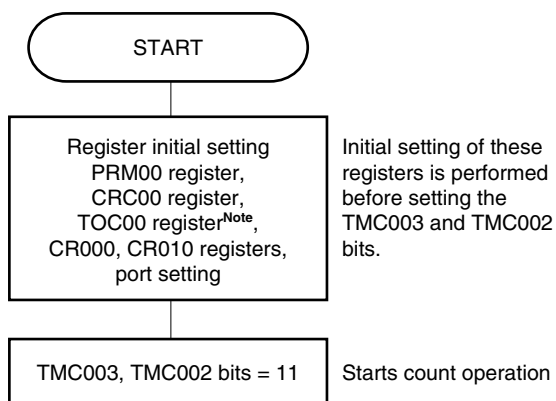 START
Register initial setting
PRM00 register,
CRC00 register,
TOC00 registerNote,
CR000, CR010 registers,
port setting
Initial setting of these
registers is performed
before setting the
TMC003 and TMC002
bits.
TMC003, TMC002 bits = 11
Starts count operation